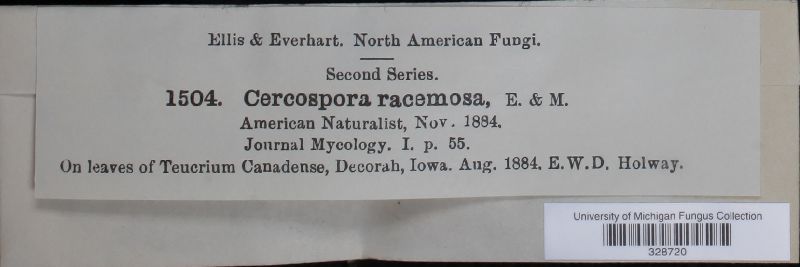 Ellis & Everhart. North American Fungi.
Second Series.
1504. Cercospora racemosa, E. & M.
American Naturalist, Nov. 1884.
Journal Mycology. I. p. 55.
On leaves of Teucrium Canadense, Decorah, Iowa. Aug. 1884. E.W.D. Holway.
University of Michigan Fungus Collection
328720